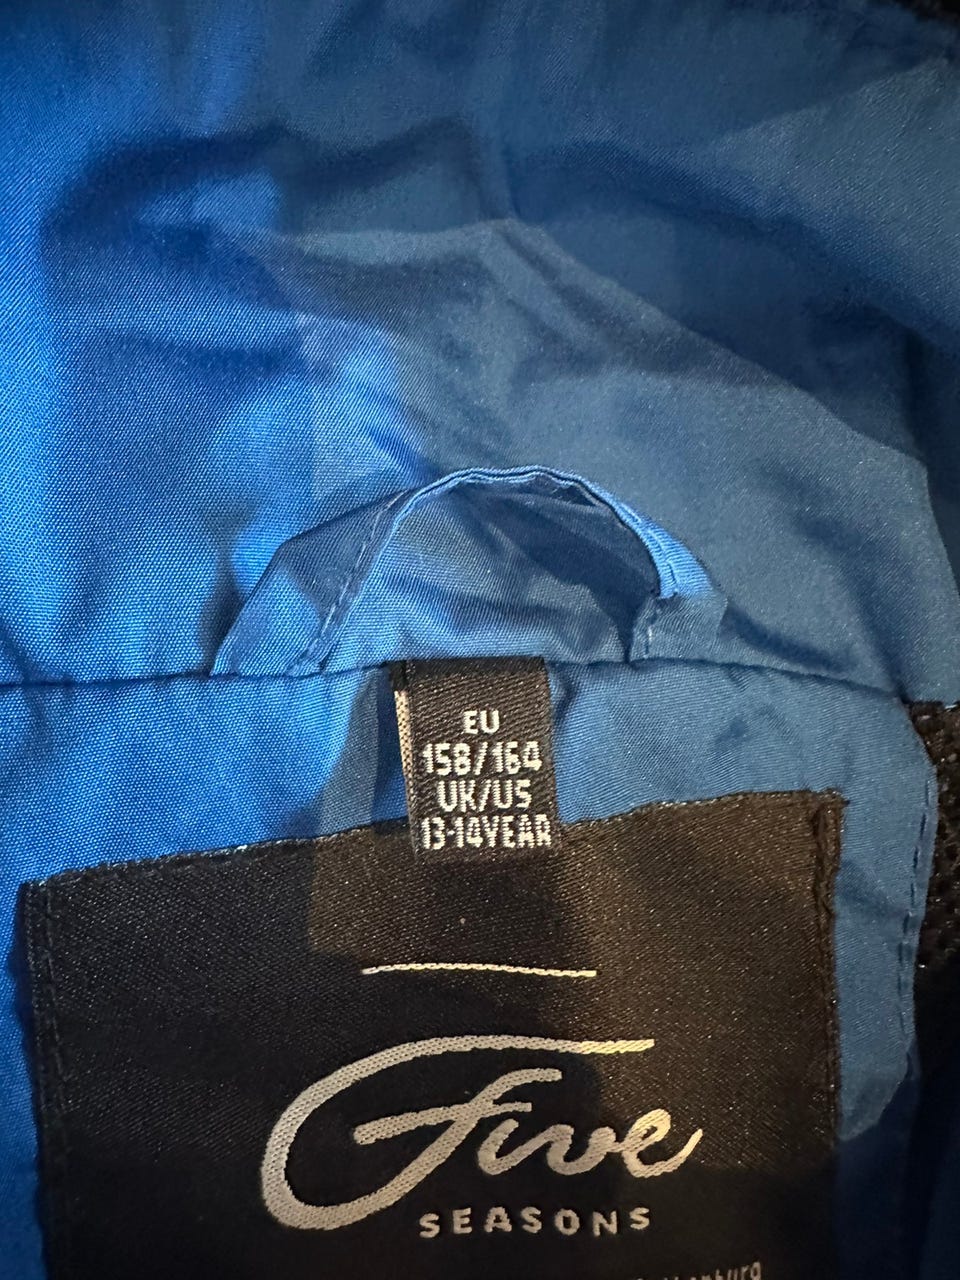 EU
158/164
UK/US
13-14YEAR
Five
SEASONS